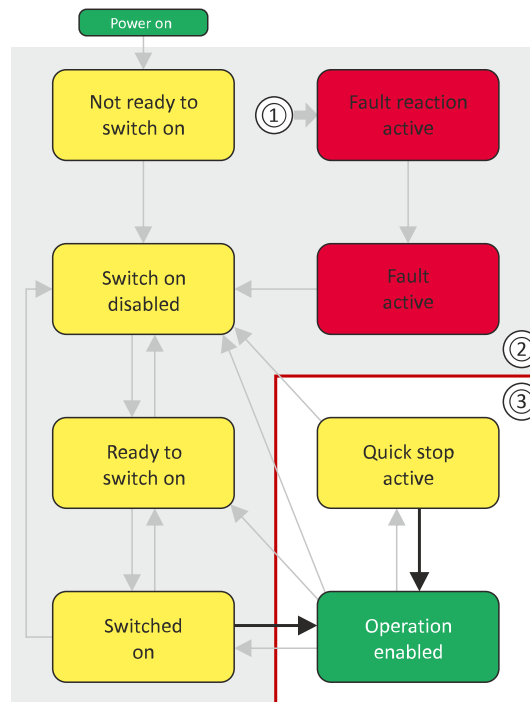 Power on
Not ready to
switch on
1
Fault reaction
active
Switch on
disabled
Fault
active
2
3
Ready to
switch on
Quick stop
active
Switched
on
Operation
enabled